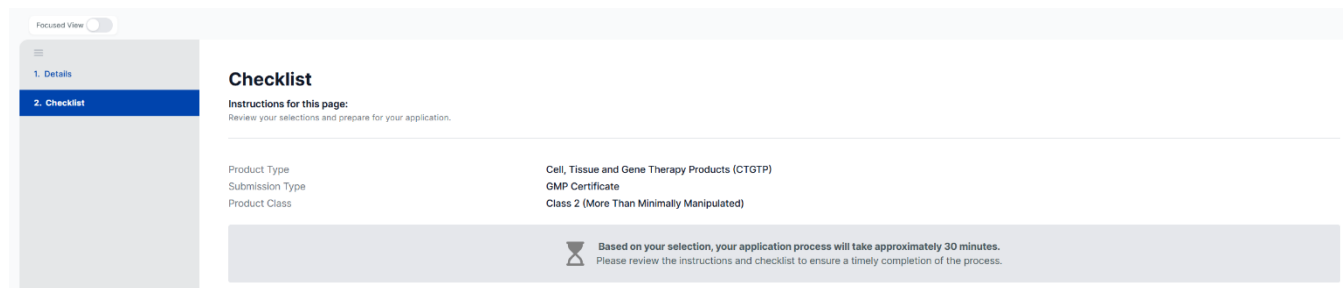 Focused View
1. Details
2. Checklist
Checklist
Instructions for this page:
Review your selections and prepare for your application.
Product Type Cell, Tissue and Gene Therapy Products (CTGTP)
Submission Type GMP Certificate
Product Class Class 2 (More Than Minimally Manipulated)
Based on your selection, your application process will take approximately 30 minutes.
Please review the instructions and checklist to ensure a timely completion of the process.